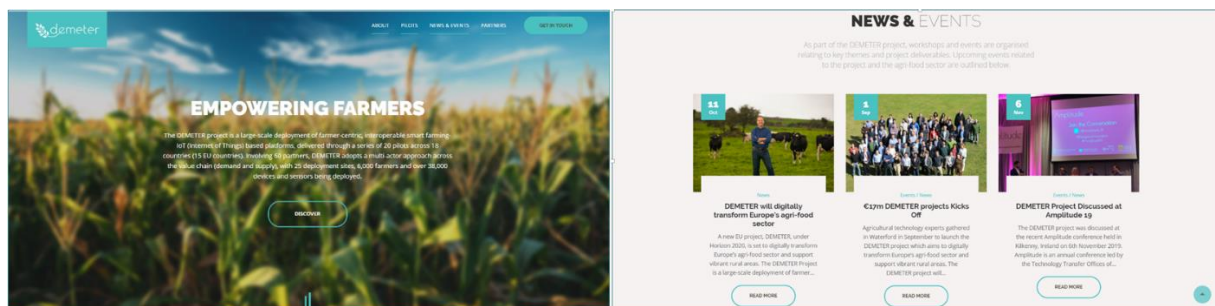 demeter
ABOUT PILOTS NEWS & EVENTS PARTNERS GET IN TOUCH
EMPOWERING FARMERS
The DEMETER project is a large-scale deployment of farmer-centric, interoperable smart farming-
IoT (Internet of Things) based platforms, delivered through a series of 20 pilots across 18
countries (15 EU countries). Involving 60 partners, DEMETER adopts a multi-actor approach across
the value chain (demand and supply), with 25 deployment sites, 6,000 farmers and over 38,000
devices and sensors being deployed.
DISCOVER
NEWS & EVENTS
As part of the DEMETER project, workshops and events are organised
relating to key themes and project deliverables. Upcoming events related
to the project and the agri-food sector are outlined below.
11
Oct
News
DEMETER will digitally
transform Europe's agri-food
sector
A new EU project, DEMETER, under
Horizon 2020, is set to digitally transform
Europe's agri-food sector and support
vibrant rural areas. The DEMETER Project
is a large-scale deployment of farmer...
READ MORE
1
Sep
Events / News
€17m DEMETER projects Kicks
Off
Agricultural technology experts gathered
in Waterford in September to launch the
DEMETER project which aims to digitally
transform Europe's agri-food sector and
support vibrant rural areas. The
DEMETER project will...
READ MORE
6
Nov
Amplitude
Join the Conversation
Events / News
DEMETER Project Discussed at
Amplitude 19
The DEMETER project was discussed at
the recent Amplitude conference held in
Kilkenny, Ireland on 6th November 2019.
Amplitude is an annual conference led by
the Technology Transfer Offices of...
READ MORE